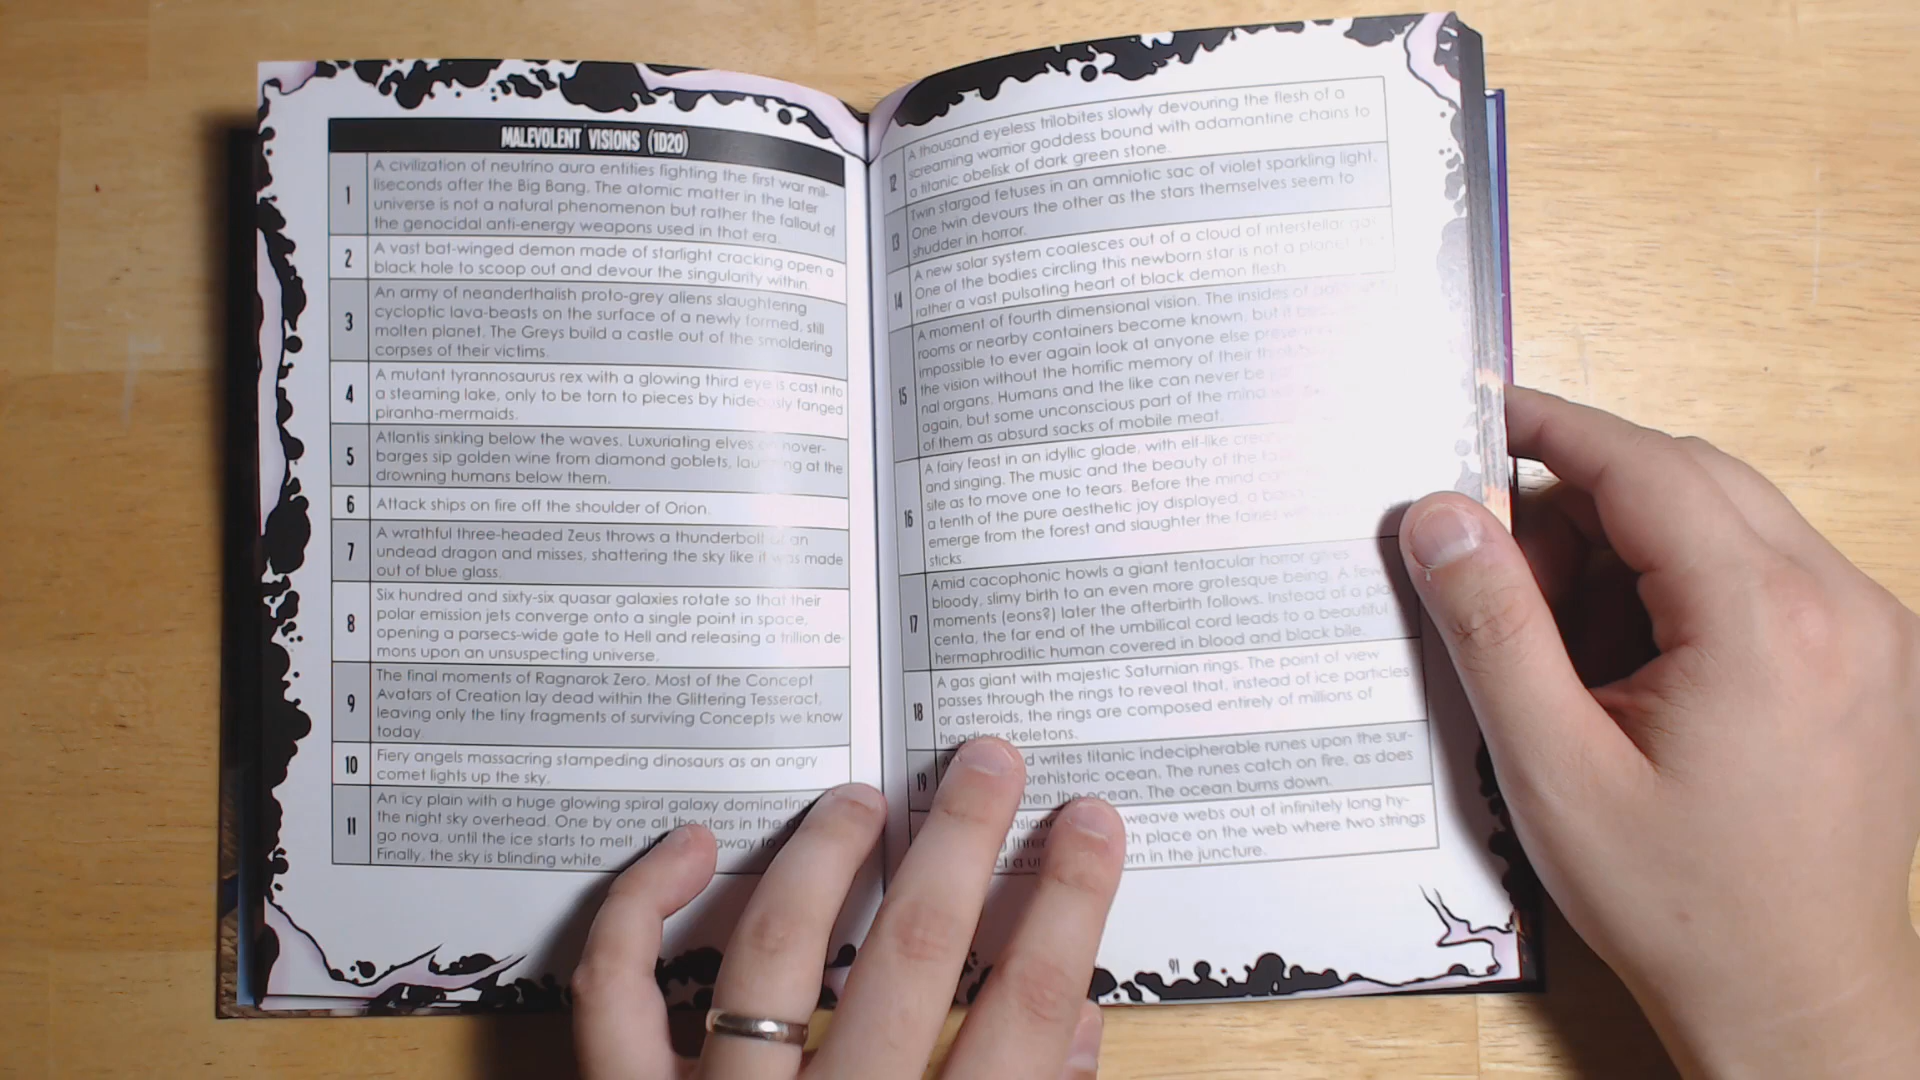 MALEVOLENT VISIONS (1D20)
1
A civilization of neutrino aura entities fighting the first war mil-
liseconds after the Big Bang. The atomic matter in the later
universe is not a natural phenomenon but rather the fallout of
the genocidal anti-energy weapons used in that era.
2
A vast bat-winged demon made of starlight cracking open a
black hole to scoop out and devour the singularity within.
3
An army of neanderthalish proto-grey aliens slaughtering
cycloptic lava-beasts on the surface of a newly formed, still
molten planet. The Greys build a castle out of the smoldering
corpses of their victims.
4
A mutant tyrannosaurus rex with a glowing third eye is cast into
a steaming lake, only to be torn to pieces by hideously fanged
piranha-mermaids.
5
Atlantis sinking below the waves. Luxuriating elves on hover-
barges sip golden wine from diamond goblets, laughing at the
drowning humans below them.
6
Attack ships on fire off the shoulder of Orion.
7
A wrathful three-headed Zeus throws a thunderbolt at an
undead dragon and misses, shattering the sky like it was made
out of blue glass.
8
Six hundred and sixty-six quasar galaxies rotate so that their
polar emission jets converge onto a single point in space,
opening a parsecs-wide gate to Hell and releasing a trillion de-
mons upon an unsuspecting universe.
9
The final moments of Ragnarok Zero. Most of the Concept
Avatars of Creation lay dead within the Glittering Tesseract,
leaving only the tiny fragments of surviving Concepts we know
today.
10
Fiery angels massacring stampeding dinosaurs as an angry
comet lights up the sky.
11
An icy plain with a huge glowing spiral galaxy dominating
the night sky overhead. One by one all the stars in the
go nova, until the ice starts to melt, away to
Finally, the sky is blinding white.
12
A thousand eyeless trilobites slowly devouring the flesh of a
screaming warrior goddess bound with adamantine chains to
a titanic obelisk of dark green stone.
13
Twin stargod fetuses in an amniotic sac of violet sparkling light.
One twin devours the other as the stars themselves seem to
shudder in horror.
14
A new solar system coalesces out of a cloud of interstellar gas.
One of the bodies circling this newborn star is not a planet, but
rather a vast pulsating heart of black demon flesh.
15
A moment of fourth dimensional vision. The insides of
rooms or nearby containers become known, but it
impossible to ever again look at anyone else
the vision without the horrific memory of their
nal organs. Humans and the like can never be
again, but some unconscious part of the mind
of them as absurd sacks of mobile meat.
16
A fairy feast in an idyllic glade, with elf-like
and singing. The music and the beauty of the
site as to move one to tears. Before the mind
a tenth of the pure aesthetic joy displayed, a
emerge from the forest and slaughter the fairies
sticks.
17
Amid cacophonic howls a giant tentacular horror gives
bloody, slimy birth to an even more grotesque being. A few
moments (eons?) later the afterbirth follows. Instead of a pla-
centa, the far end of the umbilical cord leads to a beautiful
hermaphroditic human covered in blood and black bile.
18
A gas giant with majestic Saturnian rings. The point of view
passes through the rings to reveal that, instead of ice particles
or asteroids, the rings are composed entirely of millions of
headless skeletons.
19
writes titanic indecipherable runes upon the sur-
prehistoric ocean. The runes catch on fire, as does
the ocean. The ocean burns down.
weave webs out of infinitely long hy-
place on the web where two strings
in the juncture.
91